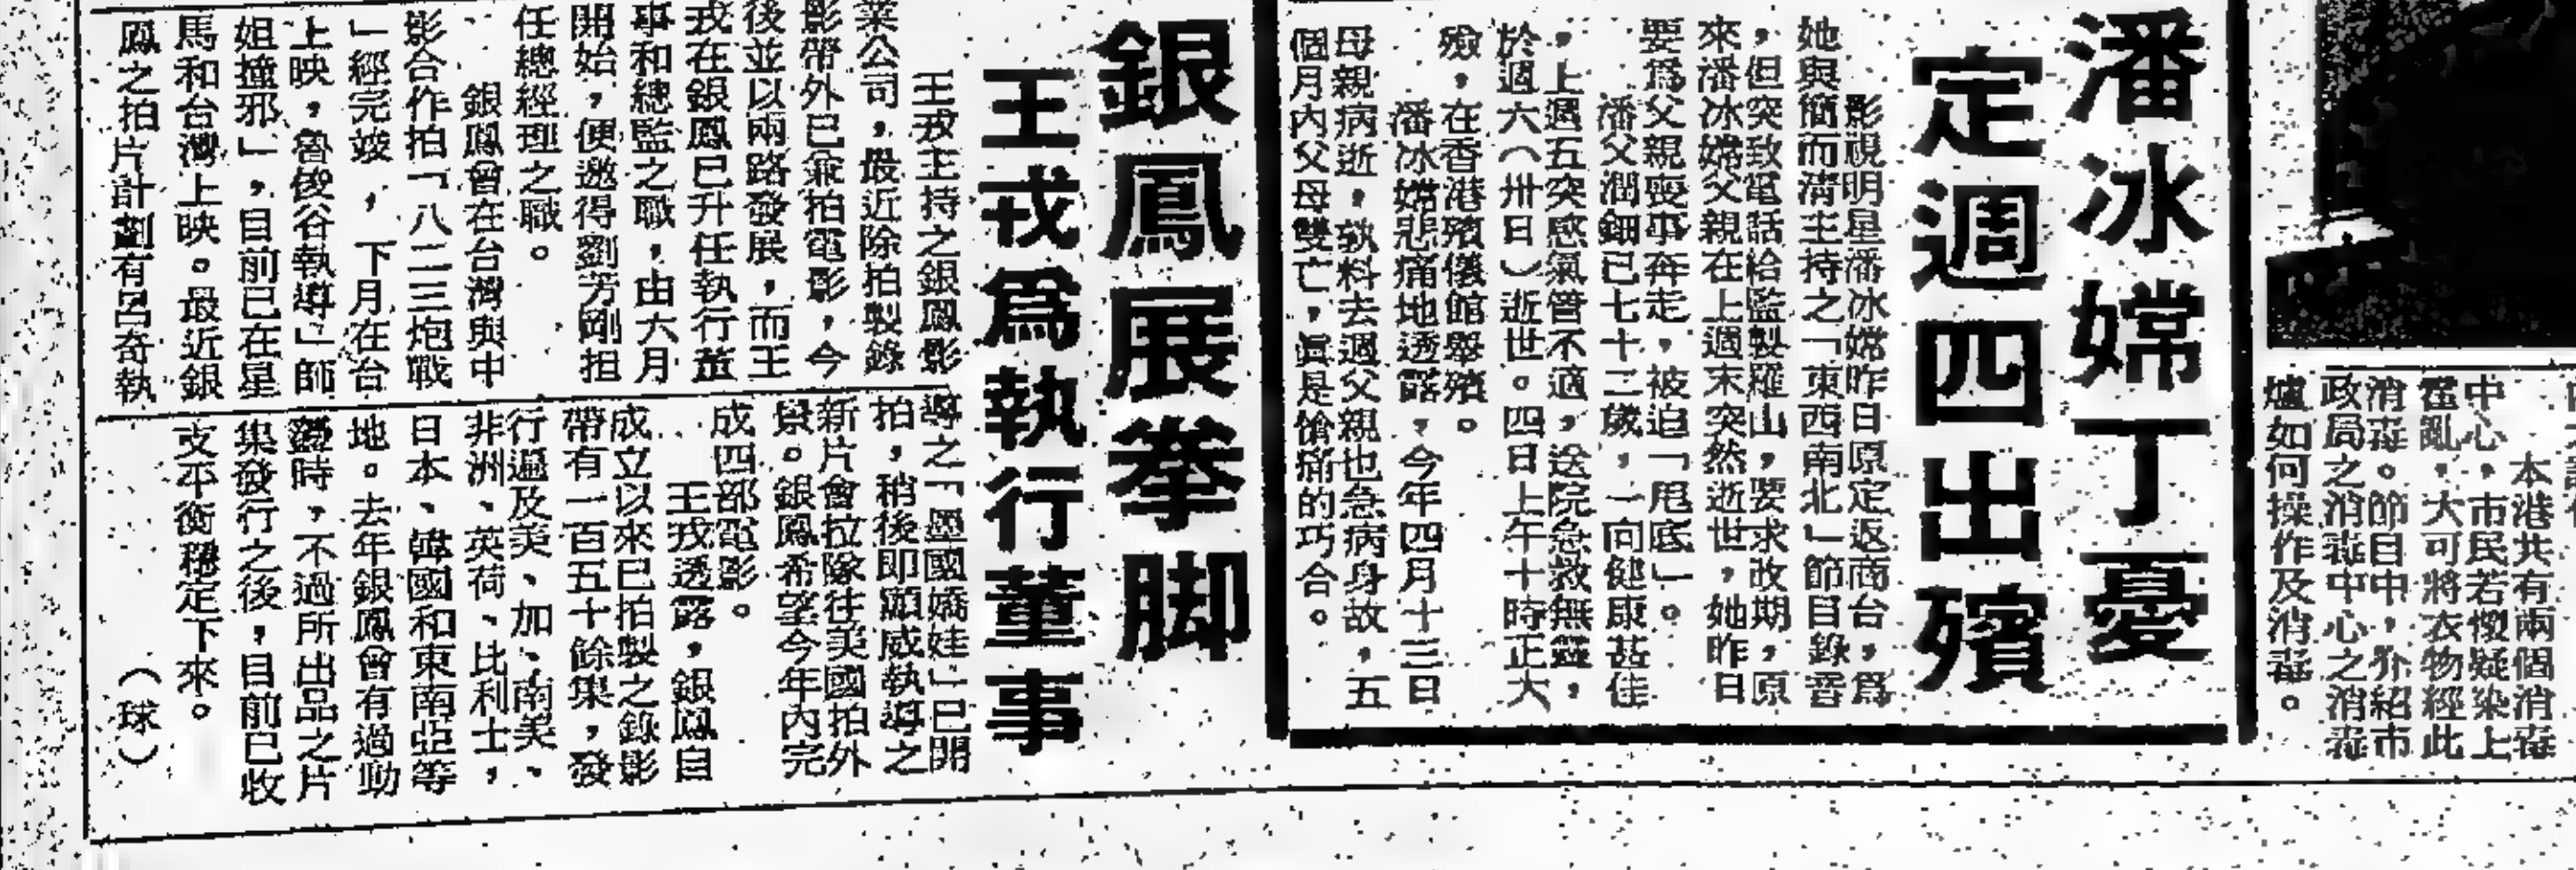 本港共有兩個消毒
中心，市民若懷疑染上
霍亂，大可將衣物經此
消毒。節目中，介紹市
政局之消毒中心之消毒
爐如何操作及消毒。
潘冰嫦丁憂
定週四出殯
影視明星潘冰嫦昨日原定返南台，爲
她與簡而清主持之「東西南北」節目錄音
，但突致電話給監製羅山，要求改期，原
來潘冰嫦父親在上週末突然逝世，她昨日
要爲父親喪事奔走，被迫「甩底」。
潘父潤鈿已七十二歲，一向健康甚佳
，上週五突感氣管不適，送院急救無效，
於週六（卅日）逝世。四日上午十時正大
殮，在香港殯儀館舉殯。
潘冰嫦悲痛地透露，今年四月十三日
母親病逝，孰料去週父親也急病身故，五
個月內父母雙亡，眞是愴痛的巧合。
銀鳳展拳脚
王戎爲執行董事
王戎主持之銀鳳影
業公司，最近除拍製錄
影帶外已兼拍電影，今
後並以兩路發展，而王
戎在銀鳳已升任執行董
事和總監之職，由六月
開始，便邀得劉芳剛担
任總經理之職。
銀鳳曾在台灣與中
影合作拍「八二三炮戰
」經完竣，下月在台
上映，魯俊谷執導「師
姐撞邪」，目前已在星
馬和台灣上映。最近銀
鳳之拍片計劃有呂奇執
導之「墨國嬌娃」已開
拍，稍後即顧威執導之
新片會拉隊往美國拍外
景。銀鳳希望今年內完
成四部電影。
王戎透露，銀鳳自
成立以來已拍製之錄影
帶有一百五十餘集，發
行遍及美、加、南美、
非洲、英荷、比利士，
日本、韓國和東南亞等
地。去年銀鳳曾有過動
盪時，不過所出品之片
集發行之後，目前已收
支平衡穩定下來。
（球）